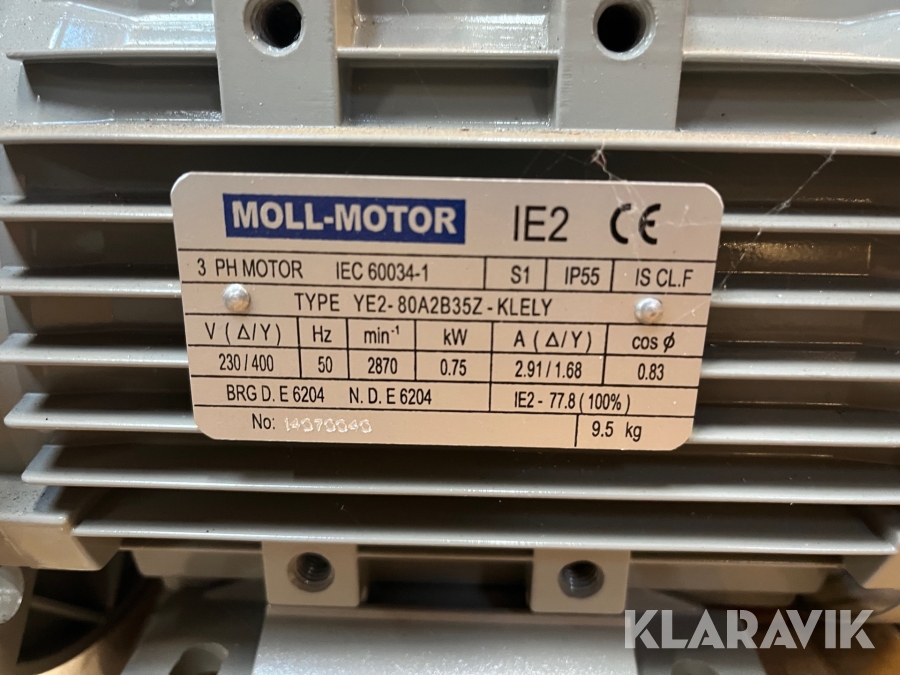 MOLL-MOTOR IE2 CE
3 PH MOTOR IEC 60034-1 S1 IP55 IS CL.F
TYPE YE2-80A2B35Z-KLELY
V (Δ/Y) Hz min⁻¹ kW A (Δ/Y) cos ϕ
230/400 50 2870 0.75 2.91/1.68 0.83
BRG D.E 6204 N.D.E 6204 IE2-77.8 (100%)
No: 14070040 9.5 kg
KLARAVIK